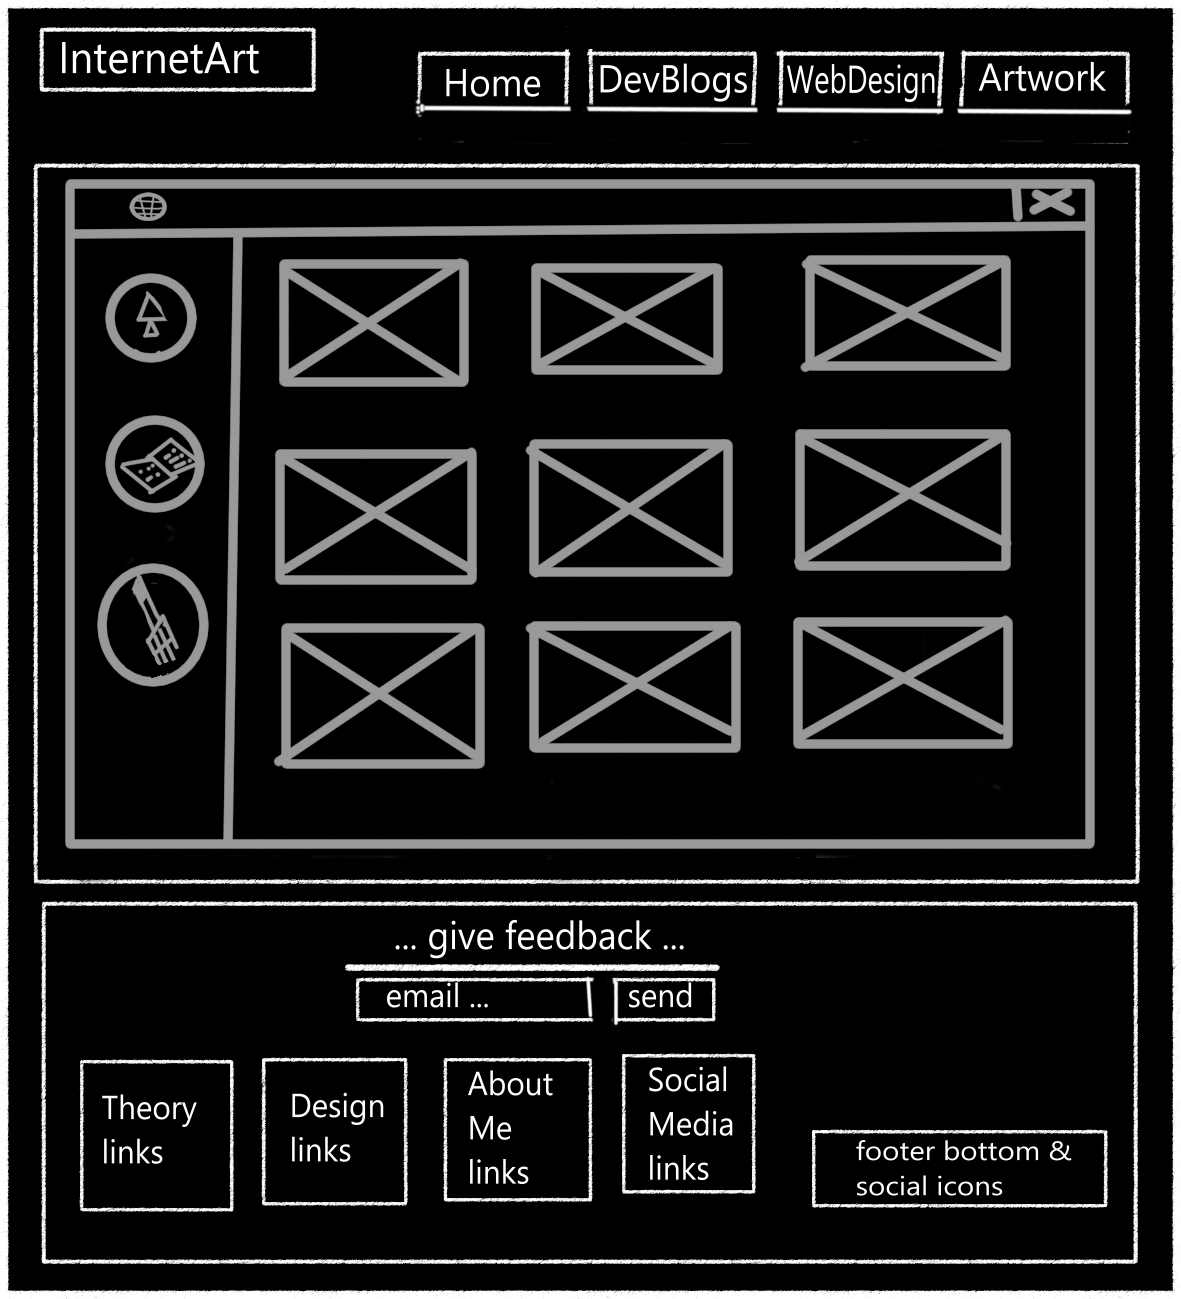 InternetArt
Home
DevBlogs
WebDesign
Artwork
... give feedback ...
email ...
send
Theory
links
Design
links
About
Me
links
Social
Media
links
footer bottom &
social icons